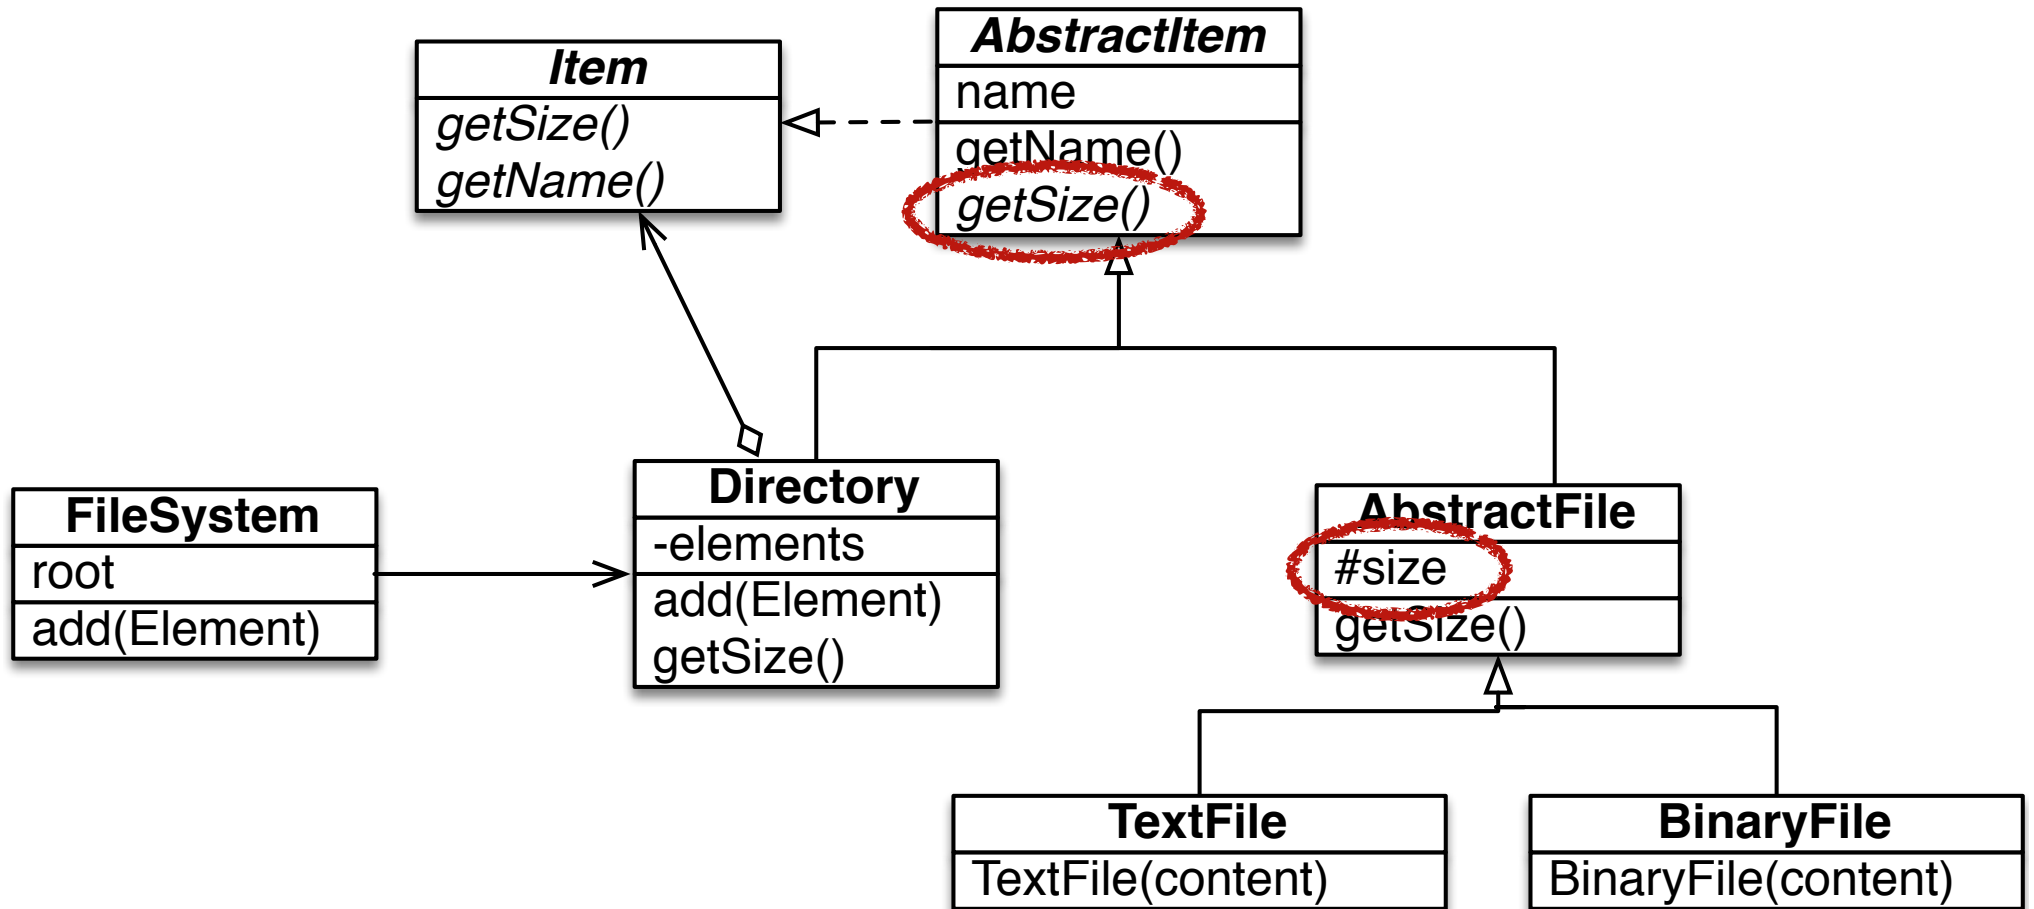 Item
getSize()
getName()
AbstractItem
name
getName()
getSize()
FileSystem
root
add(Element)
Directory
-elements
add(Element)
getSize()
AbstractFile
#size
getSize()
TextFile
TextFile(content)
BinaryFile
BinaryFile(content)